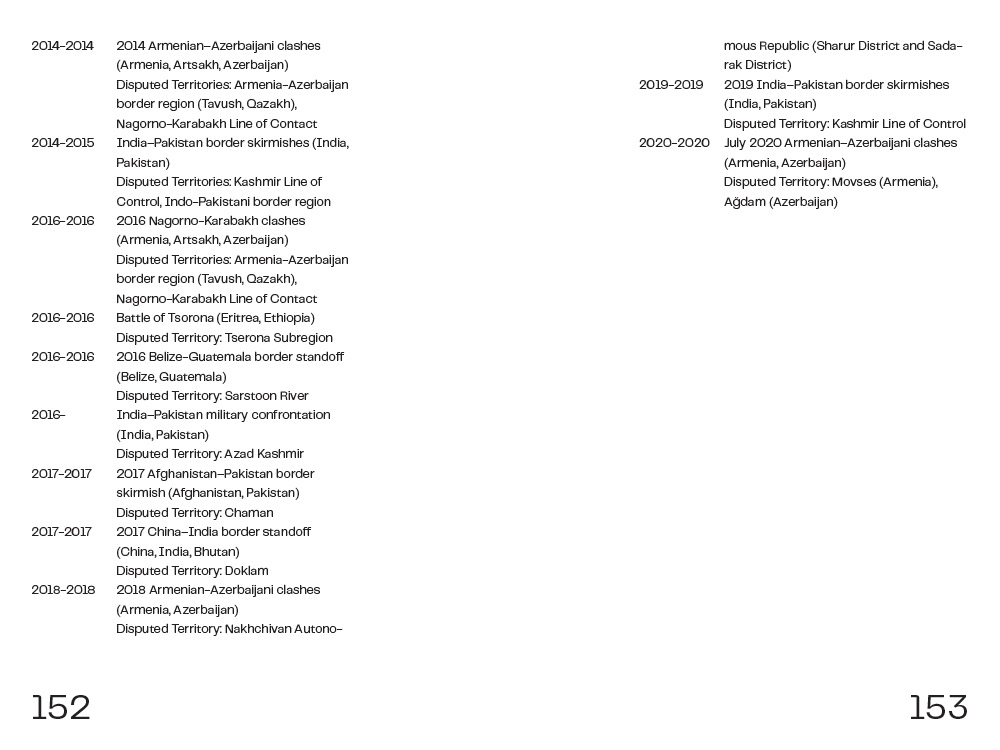 2014–2014 2014 Armenian–Azerbaijani clashes
(Armenia, Artsakh, Azerbaijan)
Disputed Territories: Armenia-Azerbaijan
border region (Tavush, Qazakh),
Nagorno-Karabakh Line of Contact
2014–2015 India–Pakistan border skirmishes (India,
Pakistan)
Disputed Territories: Kashmir Line of
Control, Indo-Pakistani border region
2016–2016 2016 Nagorno-Karabakh clashes
(Armenia, Artsakh, Azerbaijan)
Disputed Territories: Armenia-Azerbaijan
border region (Tavush, Qazakh),
Nagorno-Karabakh Line of Contact
2016–2016 Battle of Tsorona (Eritrea, Ethiopia)
Disputed Territory: Tserona Subregion
2016–2016 2016 Belize-Guatemala border standoff
(Belize, Guatemala)
Disputed Territory: Sarstoon River
2016– India–Pakistan military confrontation
(India, Pakistan)
Disputed Territory: Azad Kashmir
2017–2017 2017 Afghanistan–Pakistan border
skirmish (Afghanistan, Pakistan)
Disputed Territory: Chaman
2017–2017 2017 China–India border standoff
(China, India, Bhutan)
Disputed Territory: Doklam
2018–2018 2018 Armenian-Azerbaijani clashes
(Armenia, Azerbaijan)
Disputed Territory: Nakhchivan Autono-
152
mous Republic (Sharur District and Sada-
rak District)
2019–2019 2019 India–Pakistan border skirmishes
(India, Pakistan)
Disputed Territory: Kashmir Line of Control
2020–2020 July 2020 Armenian–Azerbaijani clashes
(Armenia, Azerbaijan)
Disputed Territory: Movses (Armenia),
Ağdam (Azerbaijan)
153